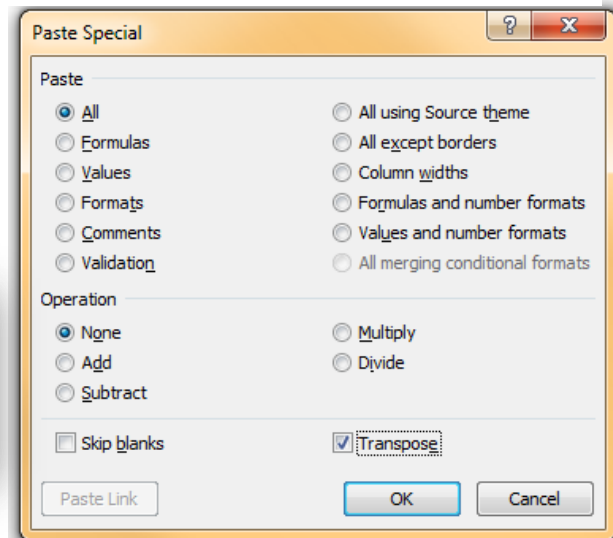 Paste Special
?
X
Paste
All
All using Source theme
Formulas
All except borders
Values
Column widths
Formats
Formulas and number formats
Comments
Values and number formats
Validation
All merging conditional formats
Operation
None
Multiply
Add
Divide
Subtract
Skip blanks
Transpose
Paste Link
OK
Cancel